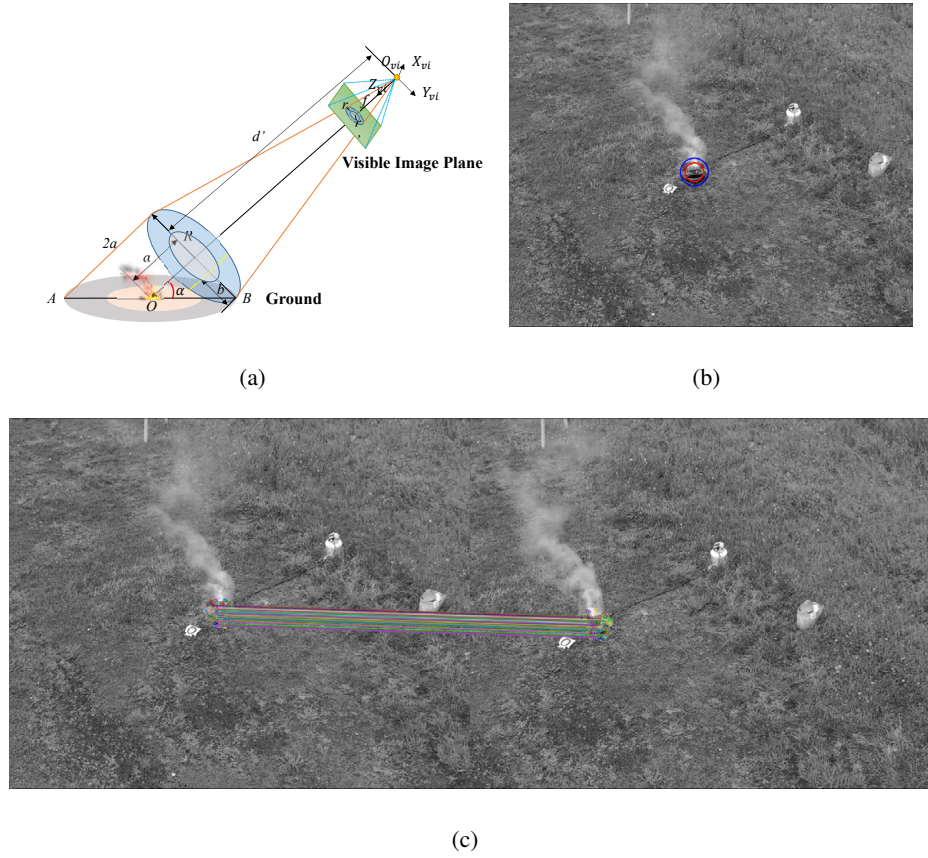 O_vi
X_vi
Z_vi
Y_vi
f
r
r'
d'
Visible Image Plane
2a
R
a
b
α
A
O
B
Ground
(a)
(b)
(c)